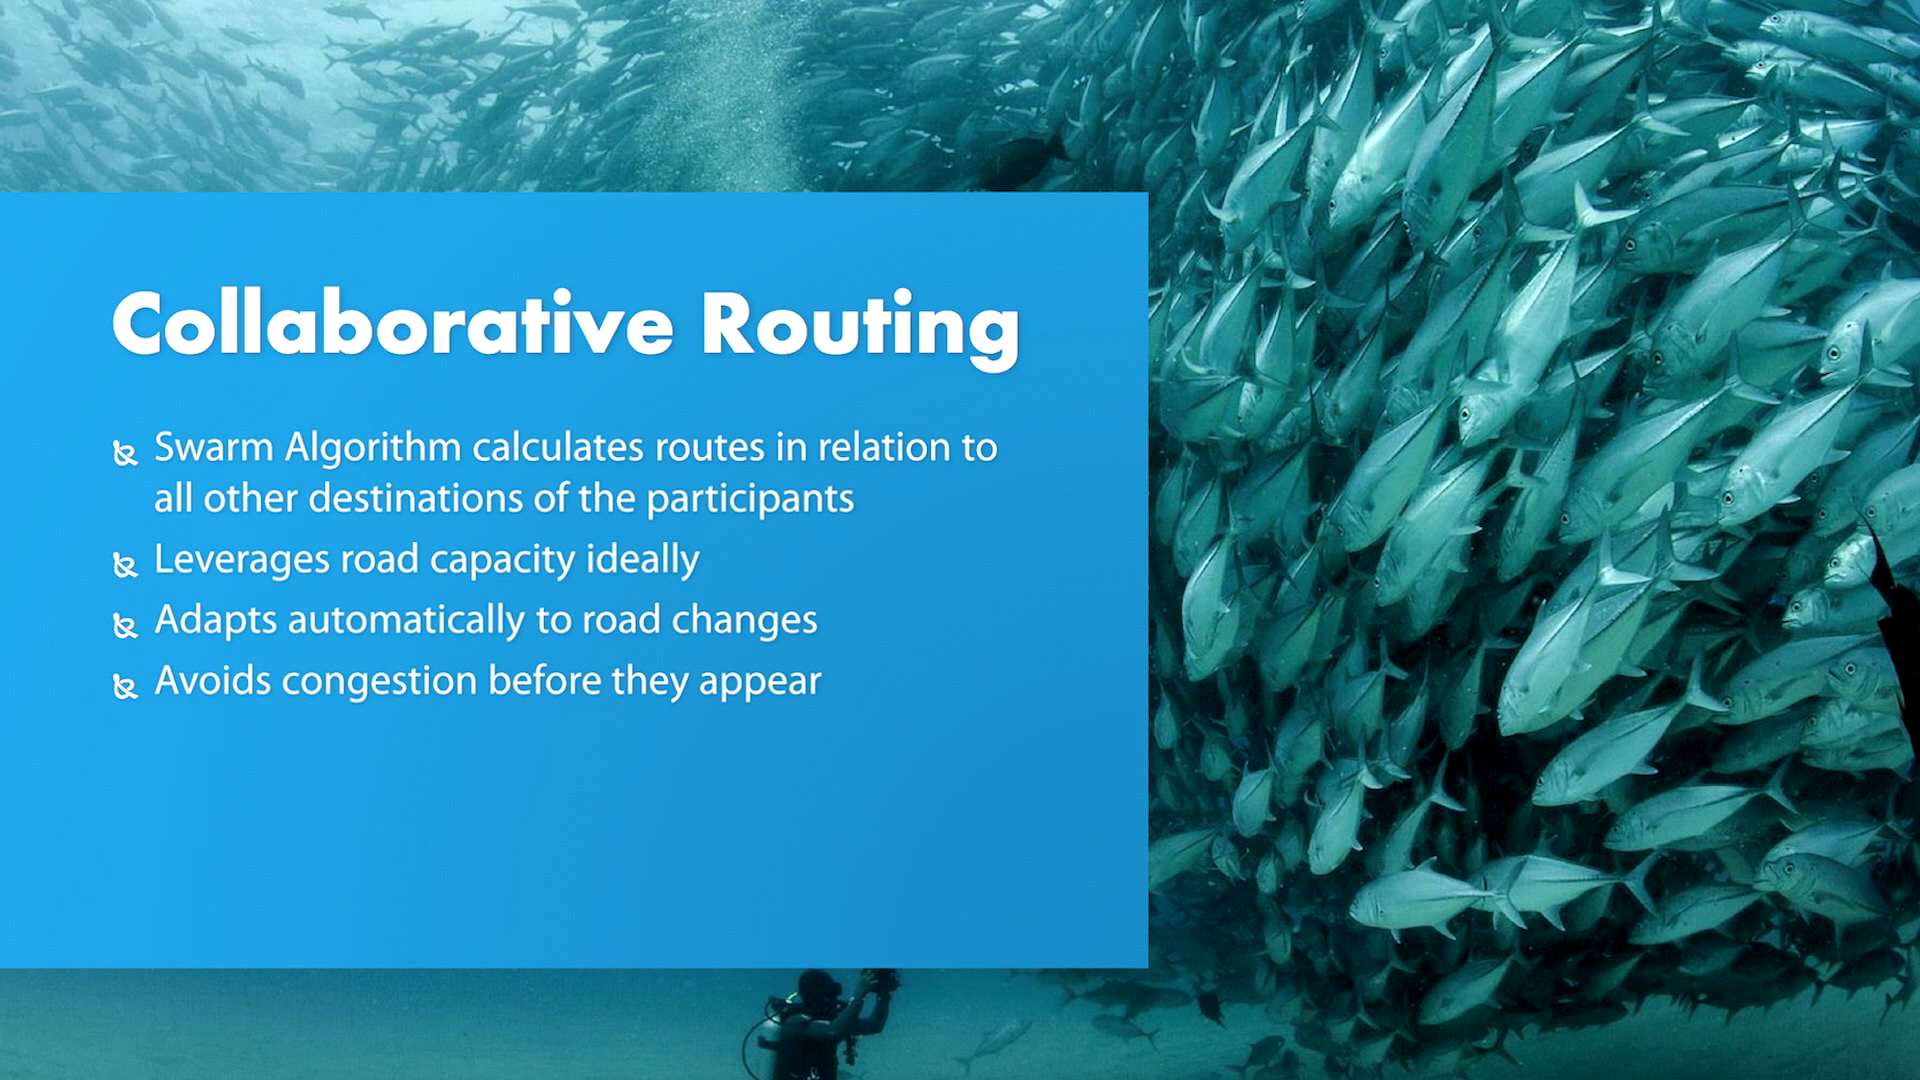 Collaborative Routing
Swarm Algorithm calculates routes in relation to
all other destinations of the participants
Leverages road capacity ideally
Adapts automatically to road changes
Avoids congestion before they appear